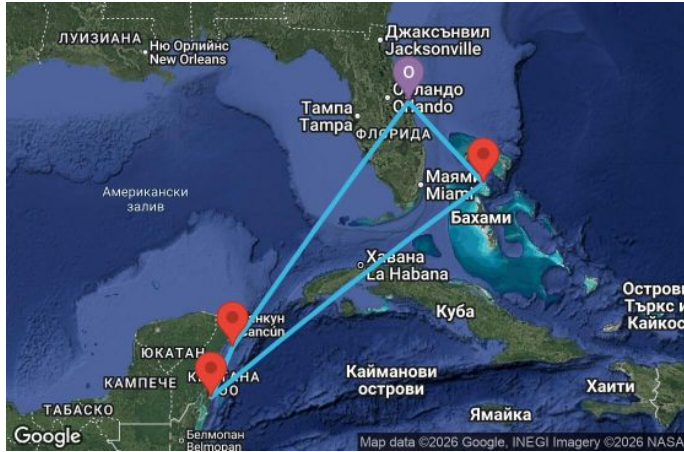 ЛУИЗИАНА
Ню Орлийнс
New Orleans
Джаксънвил
Jacksonville
O
Орландо
Orlando
Тампа
Tampa
ФЛОРИДА
Маями
Miami
Бахами
Американски
залив
Хавана
La Habana
Куба
Острови
Търкс и
Кайкос
Cancún
ЮКАТАН
КАМПЕЧЕ
ТАБАСКО
Белмопан
Belmopan
Кайманови
острови
Хаити
Ямайка
Google
Map data ©2026 Google, INEGI Imagery ©2026 NASA